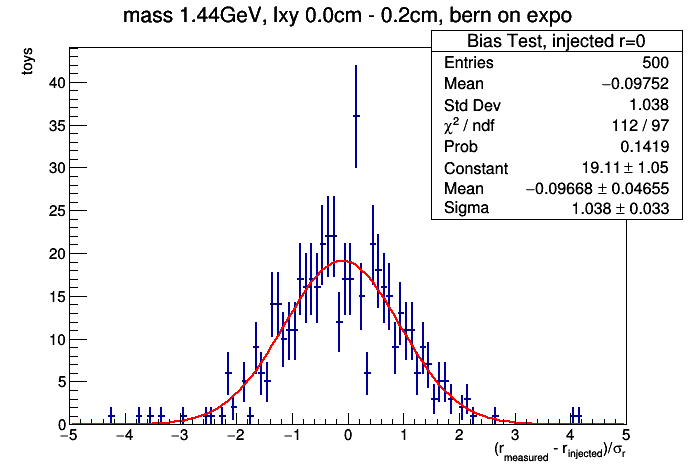 mass 1.44GeV, lxy 0.0cm - 0.2cm, bern on expo
Bias Test, injected r=0
Entries 500
Mean −0.09752
Std Dev 1.038
χ² / ndf 112 / 97
Prob 0.1419
Constant 19.11 ± 1.05
Mean −0.09668 ± 0.04655
Sigma 1.038 ± 0.033
toys
40
35
30
25
20
15
10
5
0
−5 −4 −3 −2 −1 0 1 2 3 4 5
(r_measured - r_injected)/σ_r